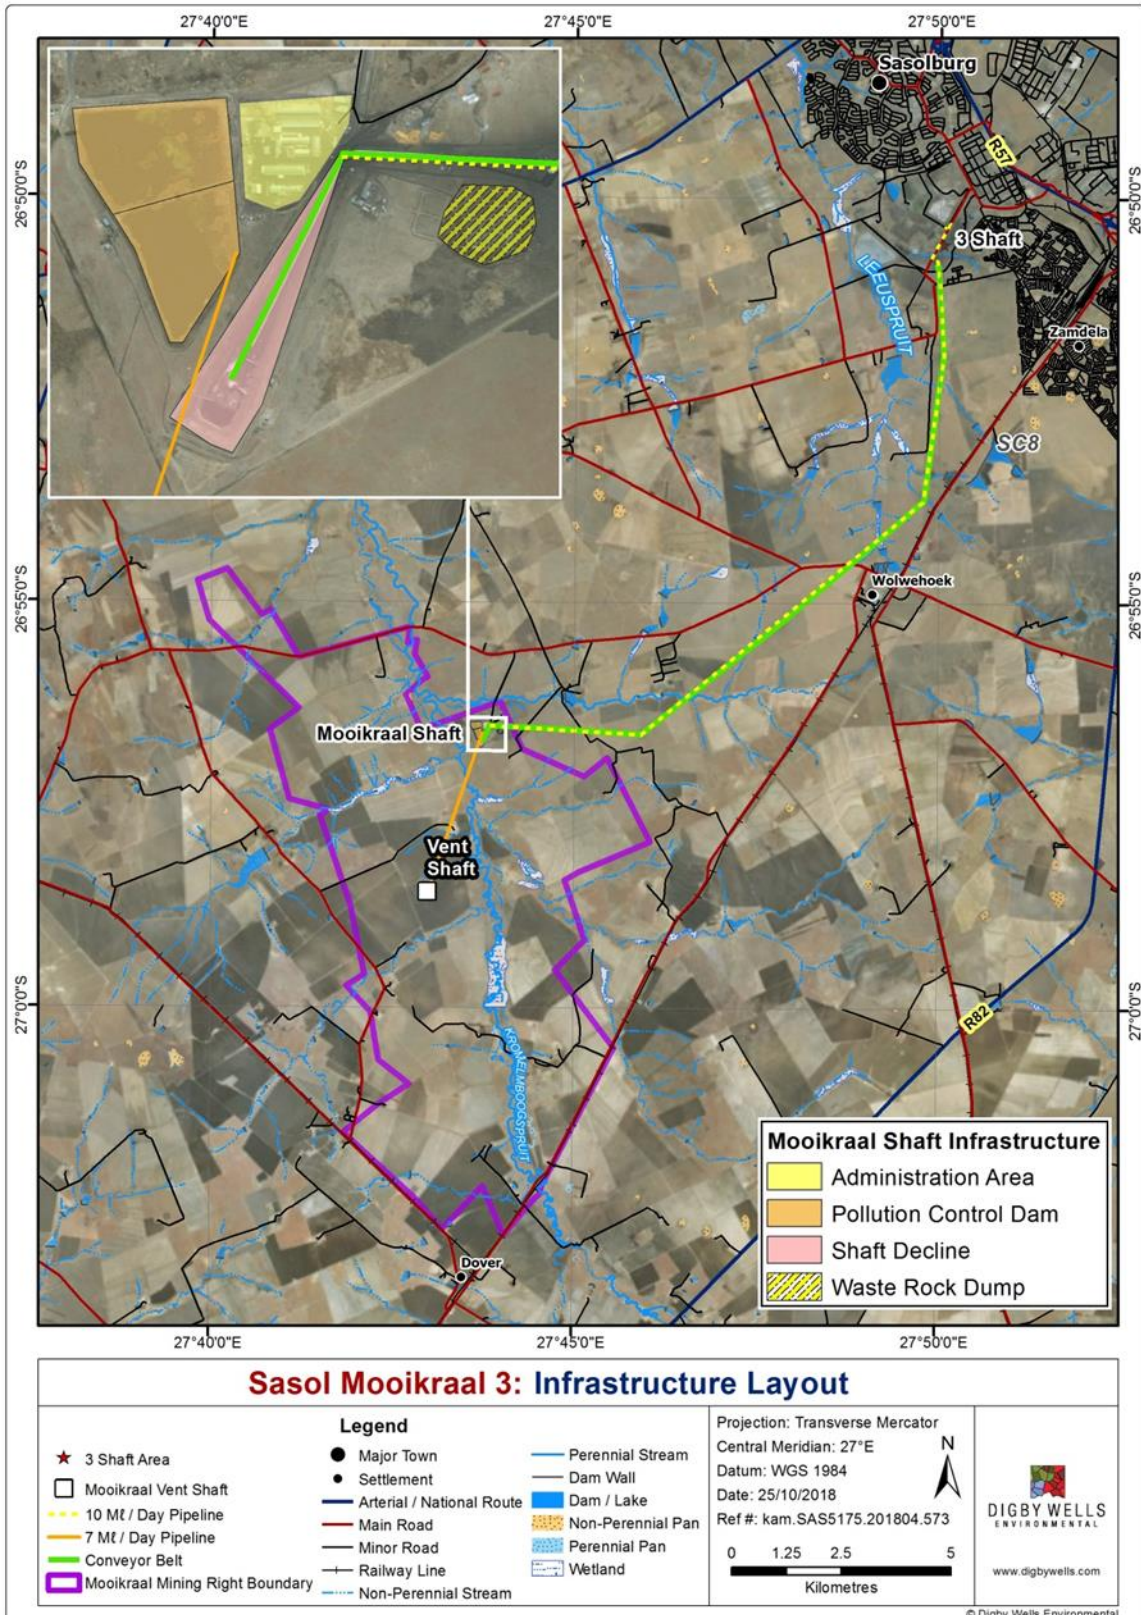 27°40'0"E
27°45'0"E
27°50'0"E
Sasolburg
R57
26°50'0"S
26°50'0"S
3 Shaft
LEEUSPRUIT
Zamdela
SC8
26°55'0"S
26°55'0"S
Wolwehoek
Mooikraal Shaft
Vent
Shaft
27°0'0"S
27°0'0"S
R82
KROMELMBOOGSPRUIT
Dover
Mooikraal Shaft Infrastructure
Administration Area
Pollution Control Dam
Shaft Decline
Waste Rock Dump
27°40'0"E
27°45'0"E
27°50'0"E
Sasol Mooikraal 3: Infrastructure Layout
Legend
3 Shaft Area
Mooikraal Vent Shaft
10 Mℓ / Day Pipeline
7 Mℓ / Day Pipeline
Conveyor Belt
Mooikraal Mining Right Boundary
Major Town
Settlement
Arterial / National Route
Main Road
Minor Road
Railway Line
Non-Perennial Stream
Perennial Stream
Dam Wall
Dam / Lake
Non-Perennial Pan
Perennial Pan
Wetland
Projection: Transverse Mercator
Central Meridian: 27°E
Datum: WGS 1984
Date: 25/10/2018
Ref #: kam.SAS5175.201804.573
N
0 1.25 2.5 5
Kilometres
DIGBY WELLS
ENVIRONMENTAL
www.digbywells.com
© Digby Wells Environmental